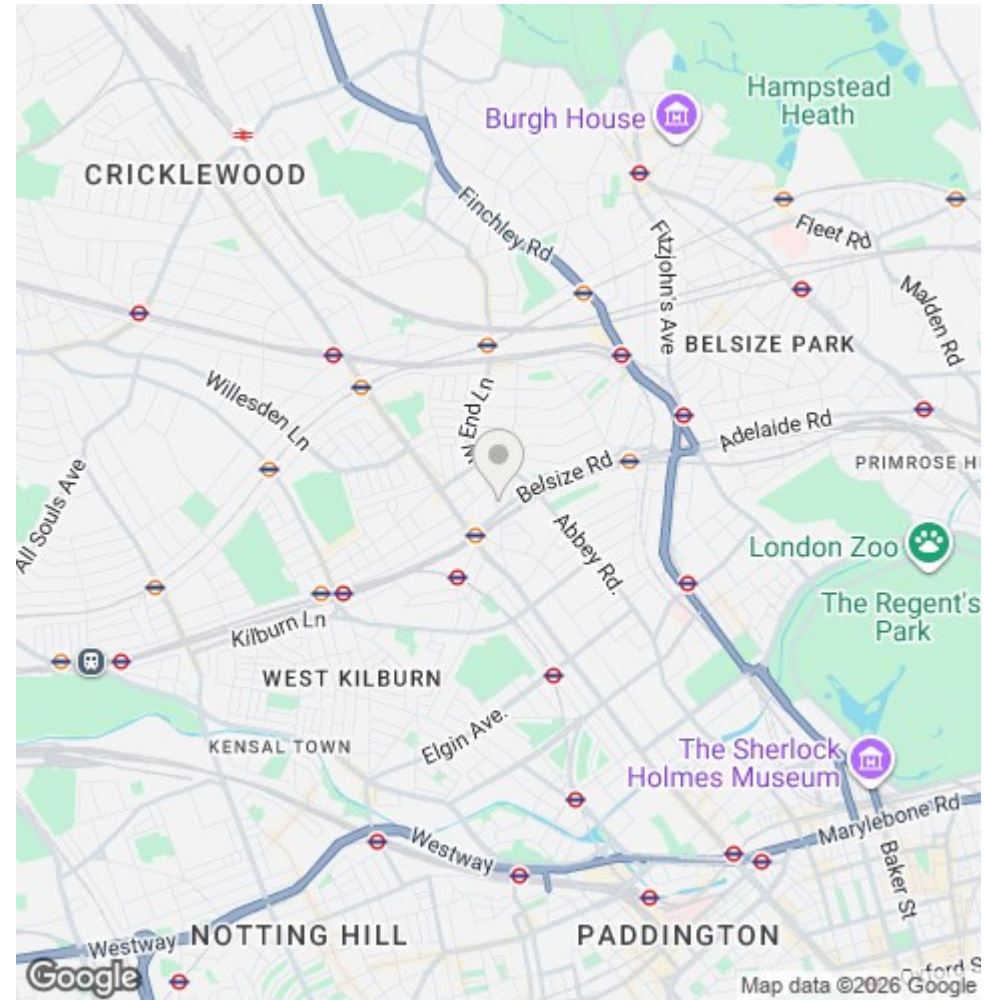 Hampstead
Heath
Burgh House
CRICKLEWOOD
Finchley Rd
Fitzjohn's Ave
Fleet Rd
Malden Rd
BELSIZE PARK
Willesden Ln
W End Ln
Adelaide Rd
Belsize Rd
PRIMROSE HI
All Souls Ave
Abbey Rd.
London Zoo
The Regent's
Park
Kilburn Ln
WEST KILBURN
Elgin Ave.
KENSAL TOWN
The Sherlock
Holmes Museum
Marylebone Rd
Westway
Baker St
Westway
NOTTING HILL
PADDINGTON
Oxford S
Google
Map data ©2026 Google